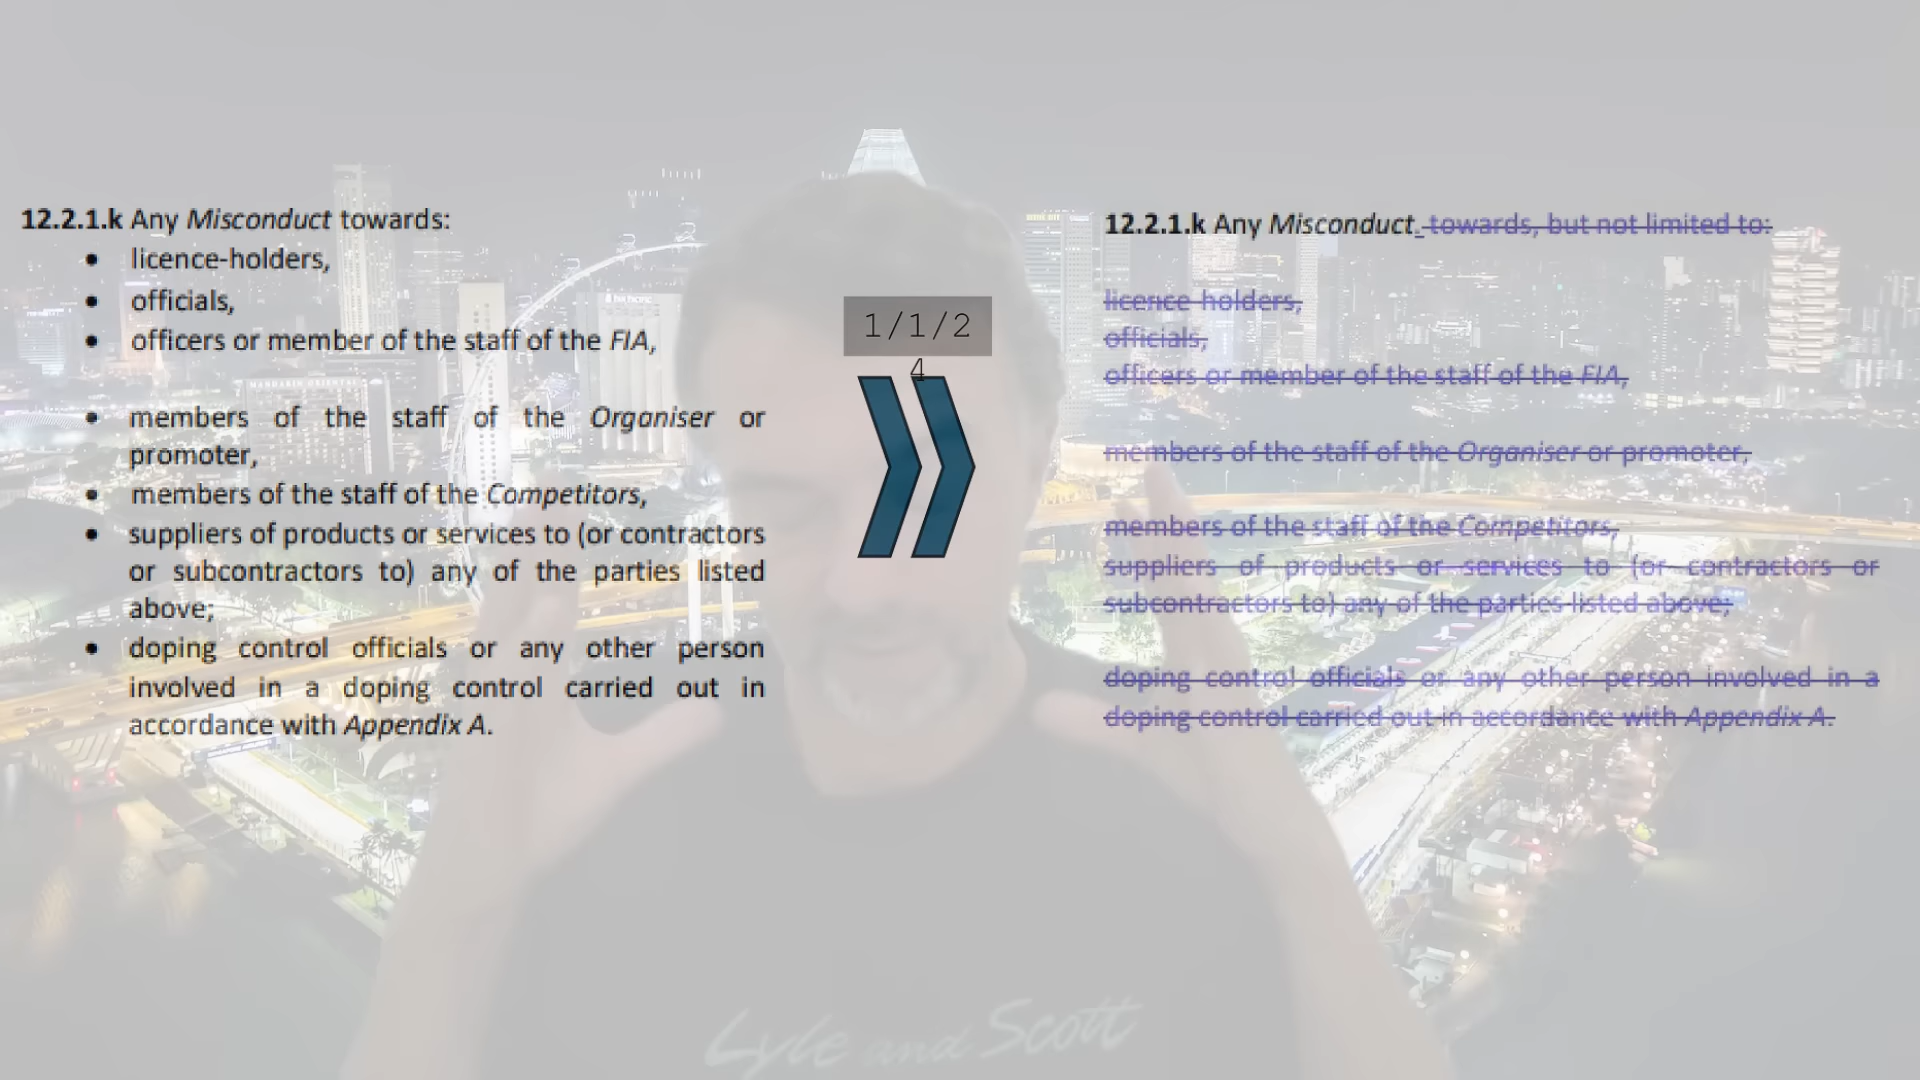 12.2.1.k Any Misconduct towards:
• licence-holders,
• officials,
• officers or member of the staff of the FIA,
• members of the staff of the Organiser or
promoter,
• members of the staff of the Competitors,
• suppliers of products or services to (or contractors
or subcontractors to) any of the parties listed
above;
• doping control officials or any other person
involved in a doping control carried out in
accordance with Appendix A.
1/1/2
4
12.2.1.k Any Misconduct. towards, but not limited to:
licence-holders,
officials,
officers or member of the staff of the FIA,
members of the staff of the Organiser or promoter,
members of the staff of the Competitors,
suppliers of products or services to (or contractors or
subcontractors to) any of the parties listed above;
doping control officials or any other person involved in a
doping control carried out in accordance with Appendix A.
Lyle and Scott